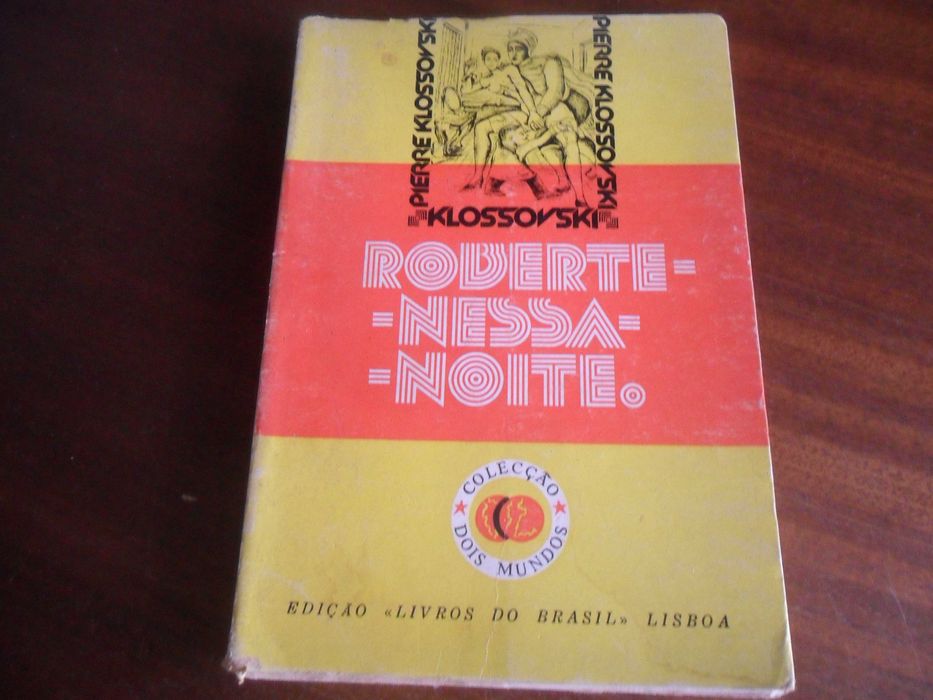 PIERRE KLOSSOVSKI
PIERRE KLOSSOVSKI
KLOSSOVSKI
ROBERTE-
-NESSA-
-NOITE.
COLECÇÃO
DOIS MUNDOS
EDIÇÃO «LIVROS DO BRASIL» LISBOA